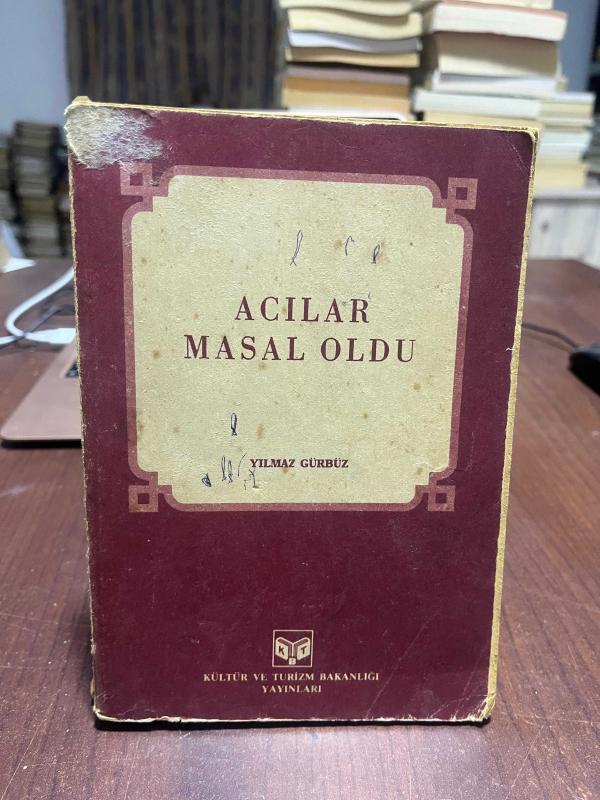 ACILAR
MASAL OLDU
YILMAZ GÜRBÜZ
K B T
KÜLTÜR VE TURİZM BAKANLIĞI
YAYINLARI